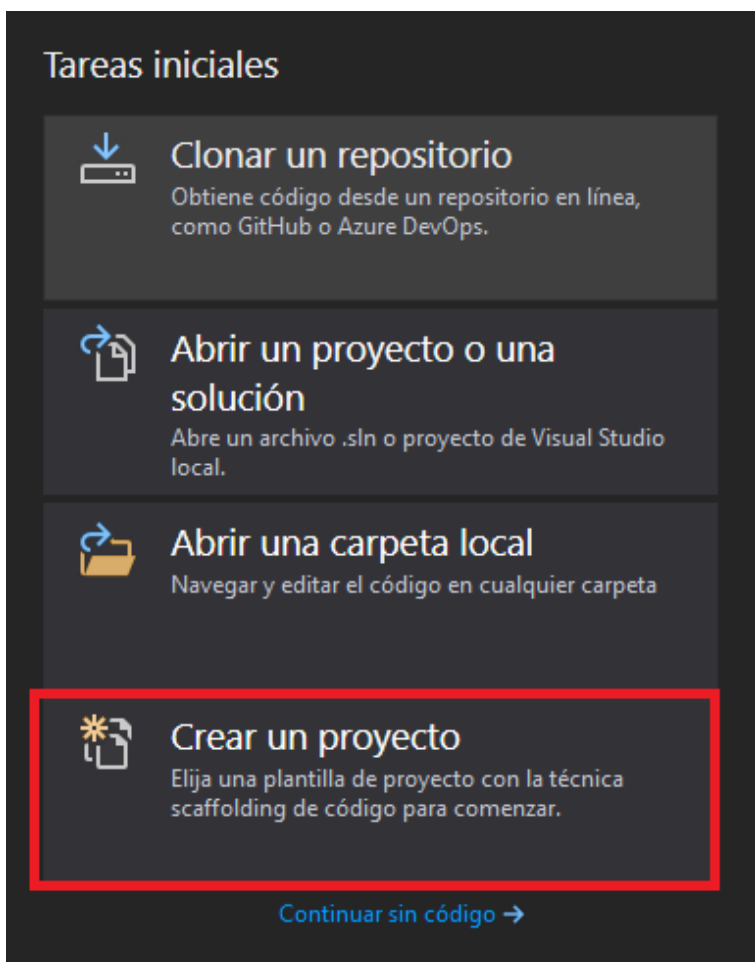 Tareas iniciales
Clonar un repositorio
Obtiene código desde un repositorio en línea,
como GitHub o Azure DevOps.
Abrir un proyecto o una
solución
Abre un archivo .sln o proyecto de Visual Studio
local.
Abrir una carpeta local
Navegar y editar el código en cualquier carpeta
Crear un proyecto
Elija una plantilla de proyecto con la técnica
scaffolding de código para comenzar.
Continuar sin código →